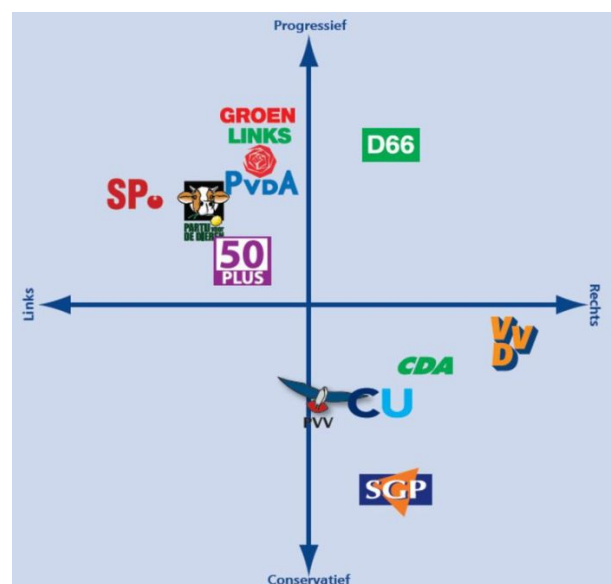 Progressief
GROEN
LINKS
D66
PVDA
SP
PARTIJ voor
DE DIEREN
50
PLUS
Links
Rechts
VVD
CDA
CU
PVV
SGP
Conservatief